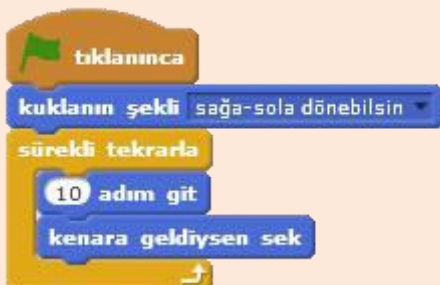 tıklanınca
kuklanın şekli sağa-sola dönebilsin
sürekli tekrarla
10 adım git
kenara geldiysen sek